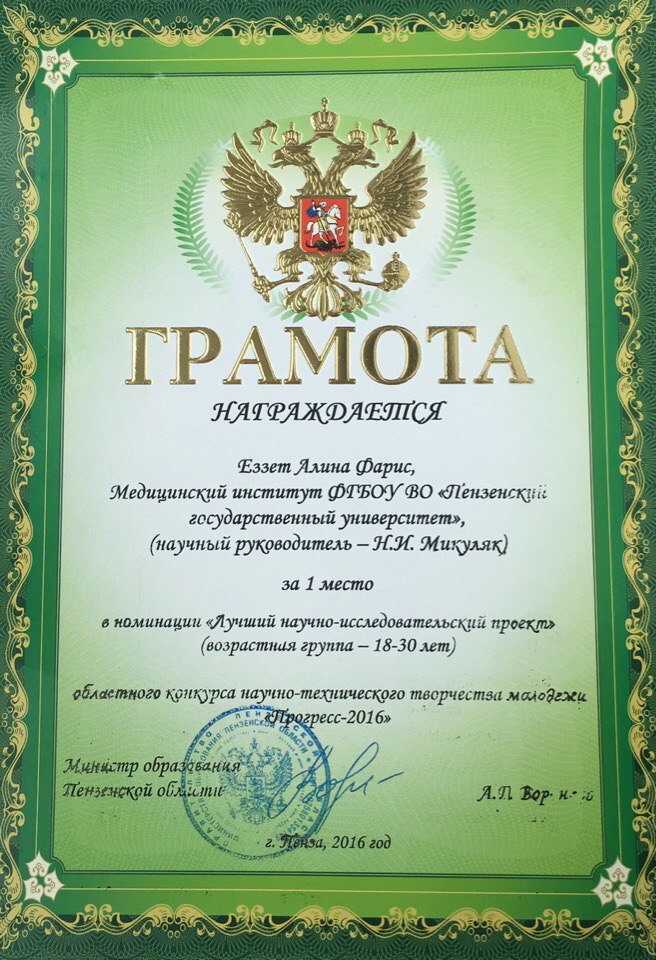 ГРАМОТА
НАГРАЖДАЕТСЯ
Еззет Алина Фарис,
Медицинский институт ФГБОУ ВО «Пензенский
государственный университет»,
(научный руководитель – Н.И. Микуляк)
за 1 место
в номинации «Лучший научно-исследовательский проект»
(возрастная группа – 18-30 лет)
областного конкурса научно-технического творчества молодежи
«Прогресс-2016»
Министр образования
Пензенской области
А.П.
г. Пенза, 2016 год